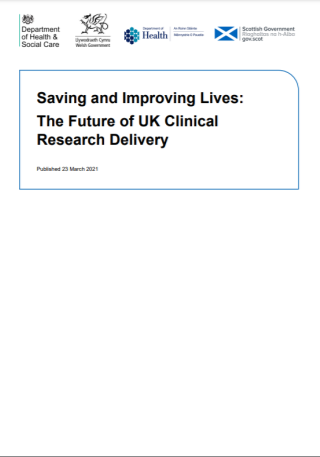 Department
of Health &
Social Care
Llywodraeth Cymru
Welsh Government
Department of
Health
An Roinn Sláinte
Männystrie O Poustie
Scottish Government
Riaghaltas na h-Alba
gov.scot
Saving and Improving Lives:
The Future of UK Clinical
Research Delivery
Published 23 March 2021